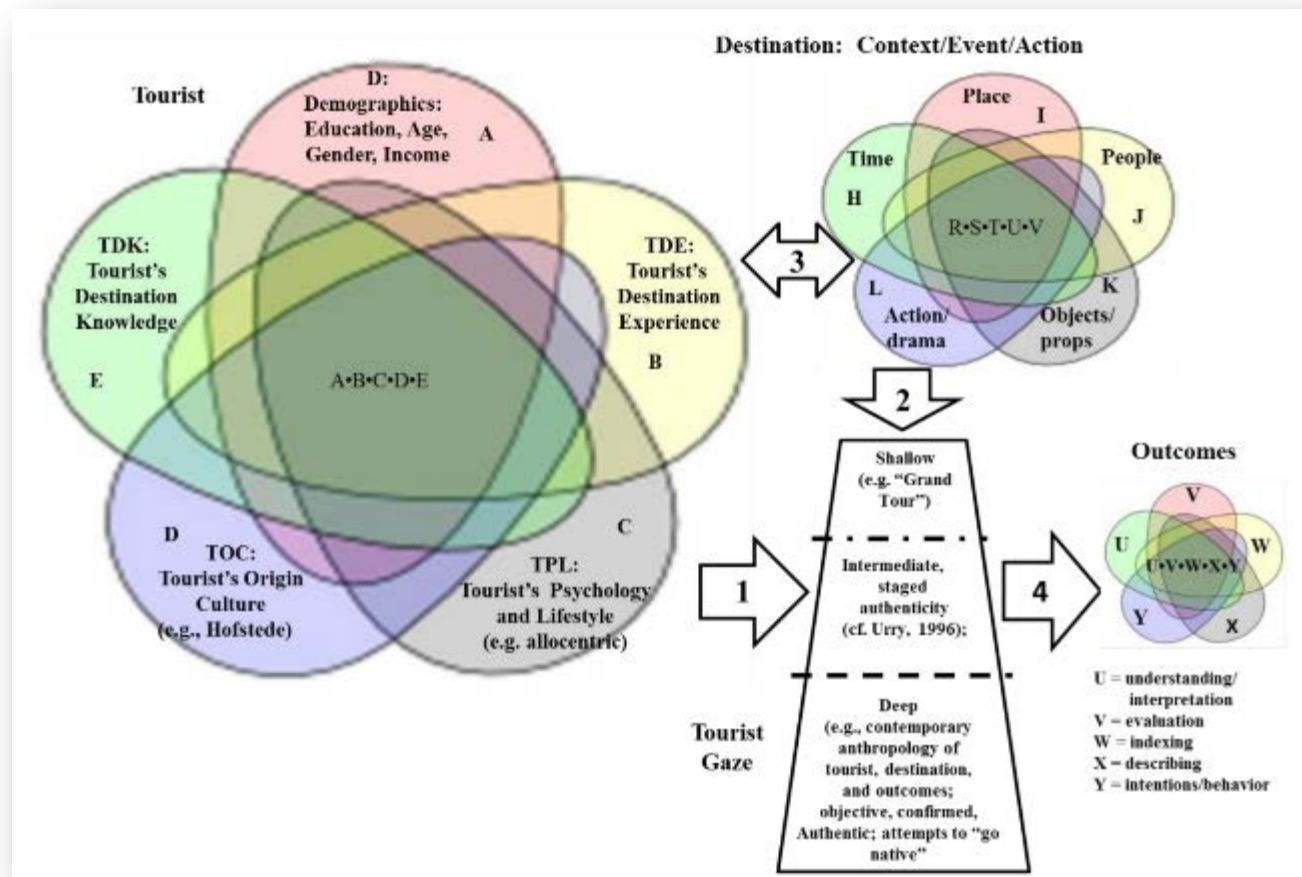 Destination: Context/Event/Action
Tourist
D:
Demographics:
Education, Age,
Gender, Income
A
TDK:
Tourist's
Destination
Knowledge
E
TDE:
Tourist's
Destination
Experience
B
A•B•C•D•E
D
TOC:
Tourist's Origin
Culture
(e.g., Hofstede)
C
TPL:
Tourist's Psychology
and Lifestyle
(e.g. allocentric)
Place
I
Time
H
People
J
R•S•T•U•V
L
Action/
drama
K
Objects/
props
3
2
1
4
Shallow
(e.g. “Grand
Tour”)
Intermediate,
staged
authenticity
(cf. Urry, 1996);
Tourist
Gaze
Deep
(e.g., contemporary
anthropology of
tourist, destination,
and outcomes;
objective, confirmed,
Authentic; attempts to “go
native”
Outcomes
V
U
W
U•V•W•X•Y
Y
X
U = understanding/
interpretation
V = evaluation
W = indexing
X = describing
Y = intentions/behavior